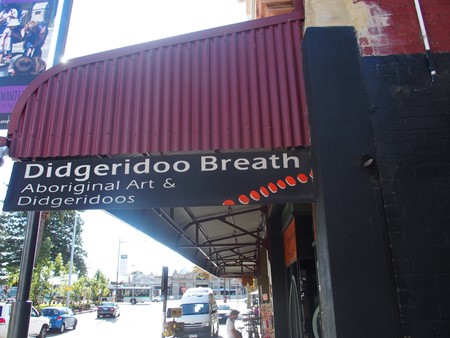 Didgeridoo Breath
Aboriginal Art &
Didgeridoos